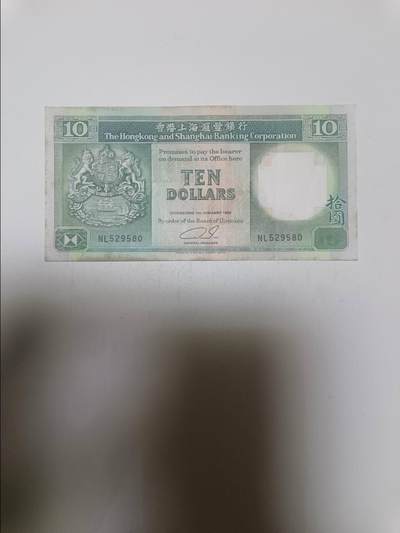 10
香港上海滙豐銀行
10
The Hongkong and Shanghai Banking Corporation
Promises to pay the bearer
on demand at its Office here
TEN
DOLLARS
拾
圓
By order of the Board of Directors
NL529580
NL529580